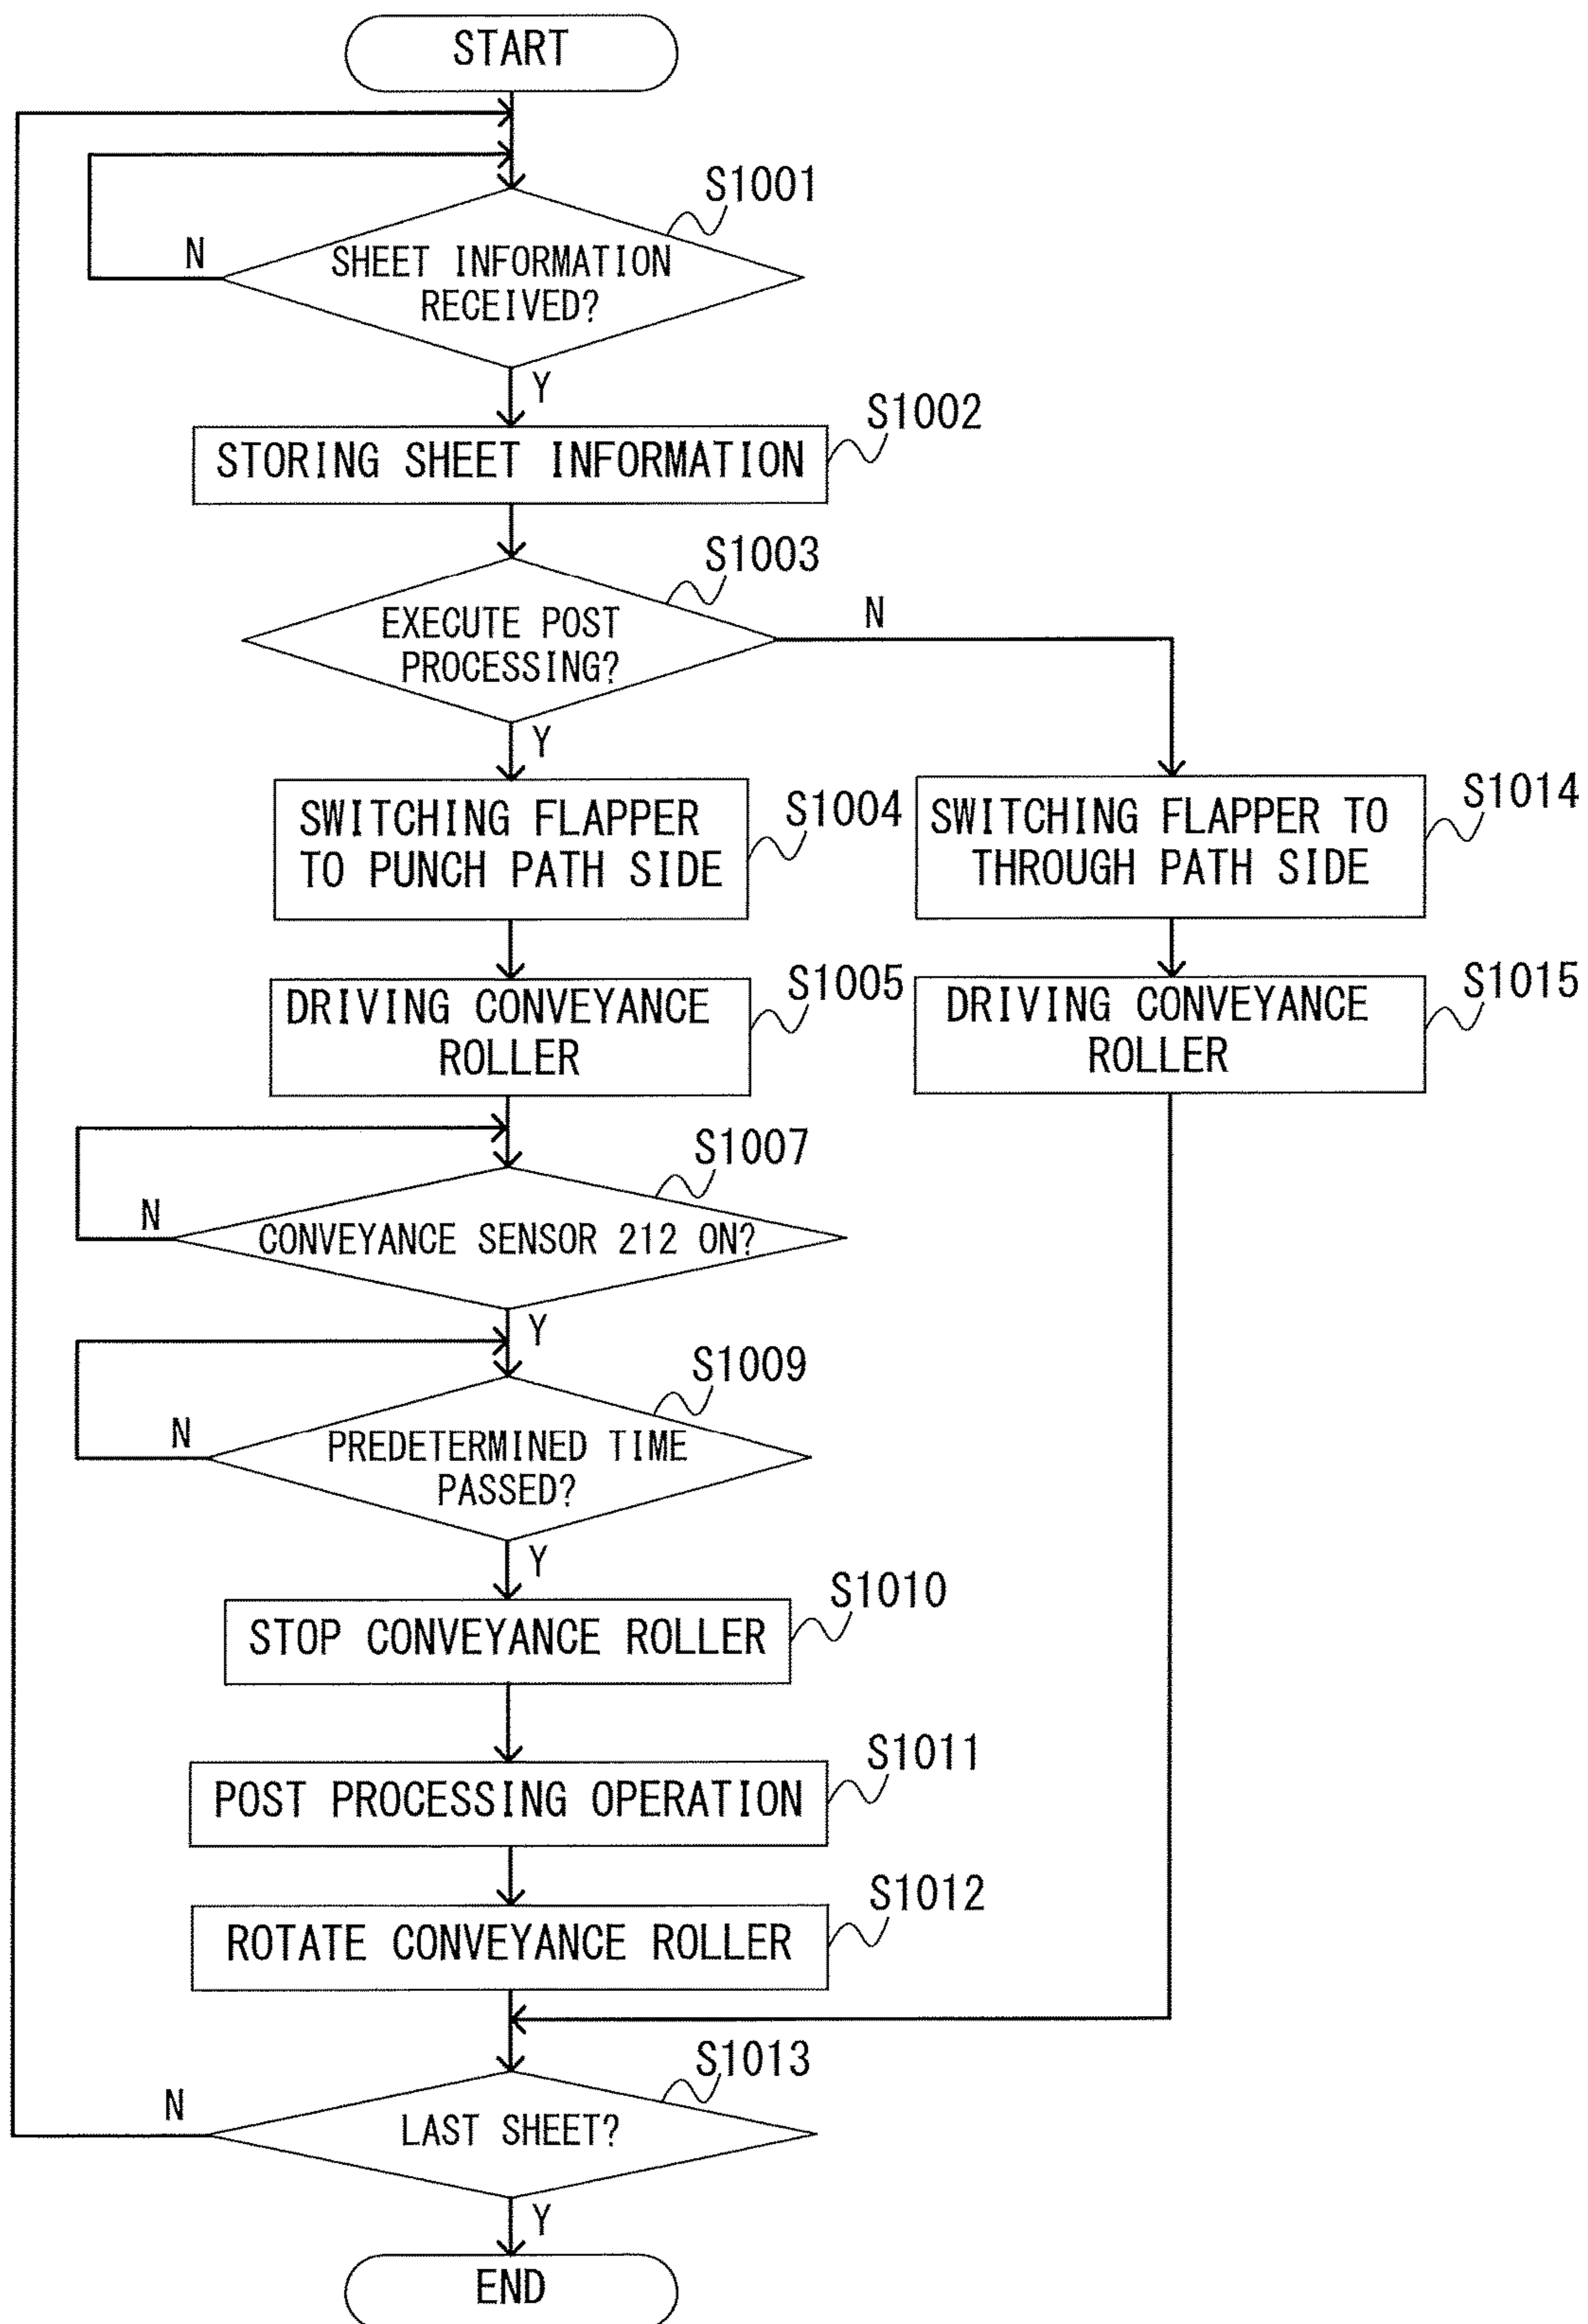 START
S1001
N
SHEET INFORMATION
RECEIVED?
Y
S1002
STORING SHEET INFORMATION
S1003
EXECUTE POST
PROCESSING?
N
Y
SWITCHING FLAPPER
TO PUNCH PATH SIDE
S1004
SWITCHING FLAPPER TO
THROUGH PATH SIDE
S1014
DRIVING CONVEYANCE
ROLLER
S1005
DRIVING CONVEYANCE
ROLLER
S1015
S1007
N
CONVEYANCE SENSOR 212 ON?
Y
S1009
N
PREDETERMINED TIME
PASSED?
Y
S1010
STOP CONVEYANCE ROLLER
S1011
POST PROCESSING OPERATION
S1012
ROTATE CONVEYANCE ROLLER
S1013
N
LAST SHEET?
Y
END